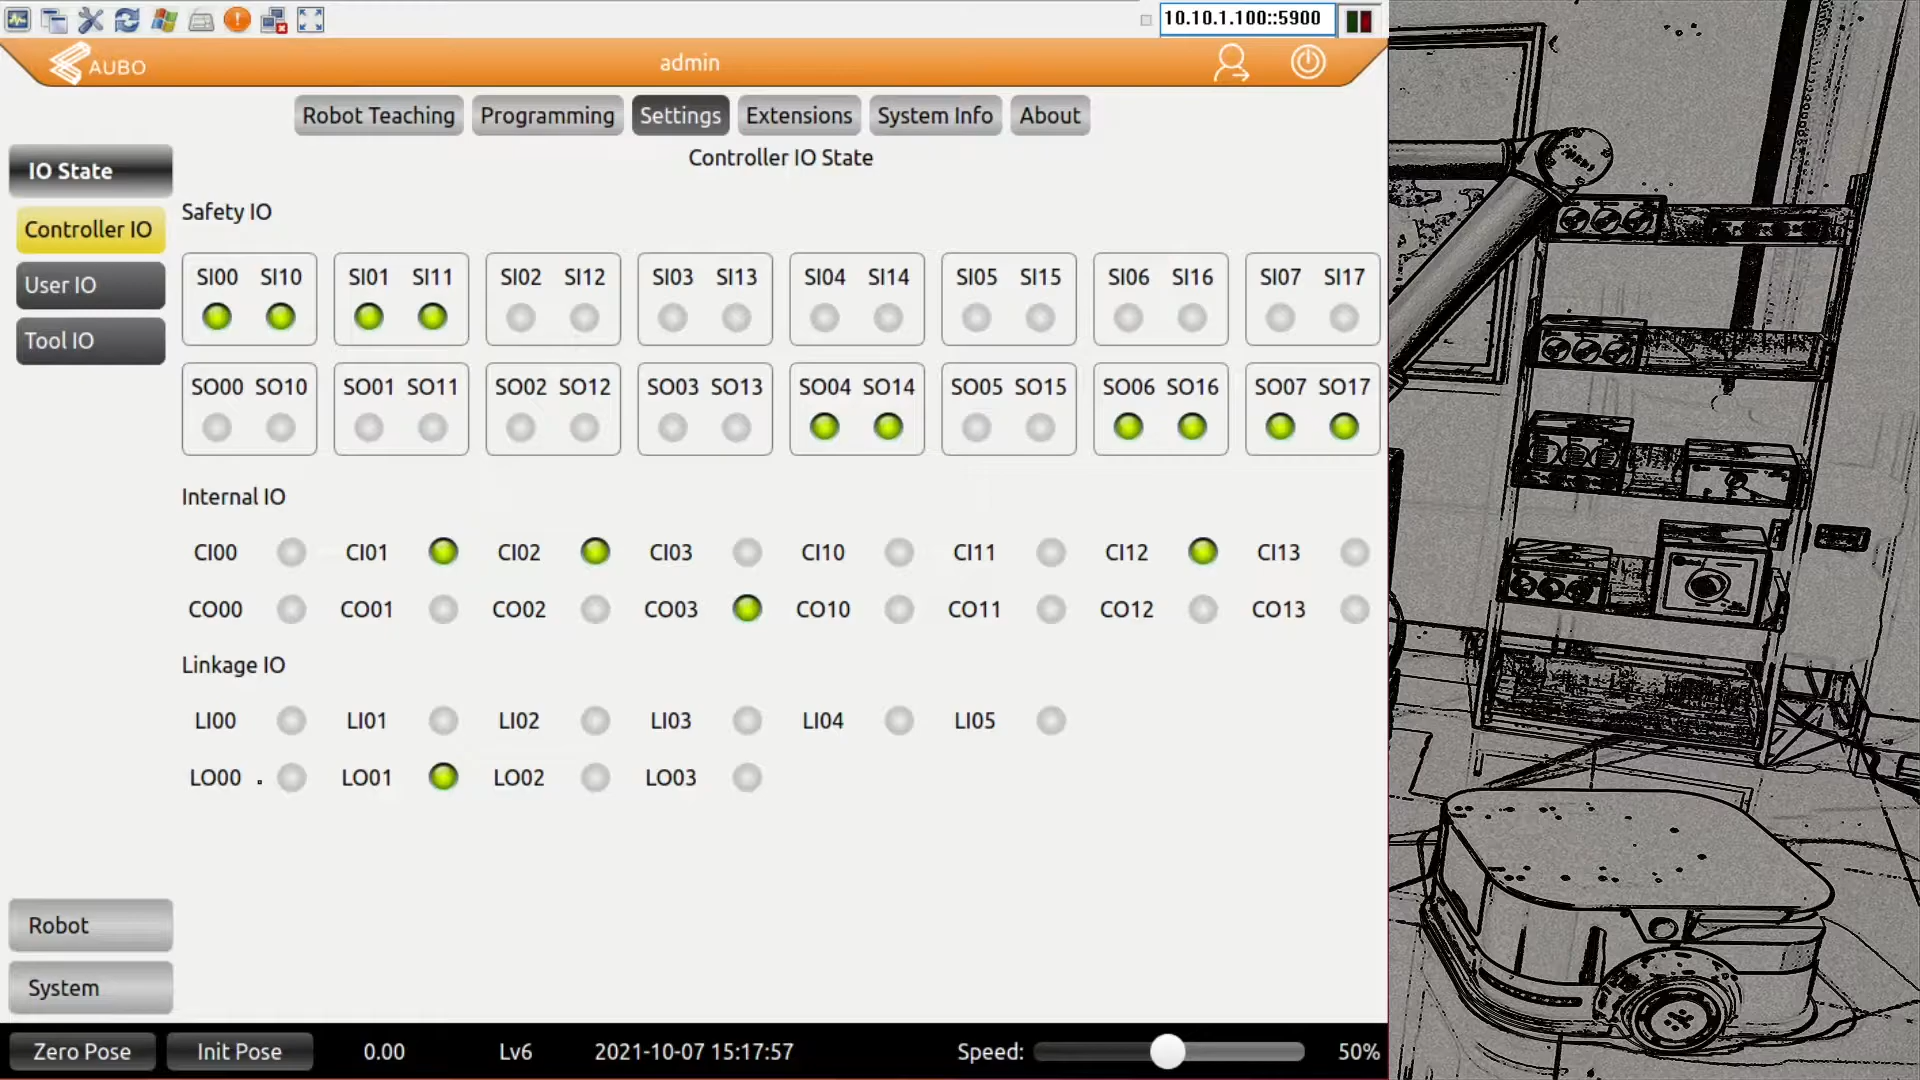 10.10.1.100::5900
AUBO
admin
Robot Teaching Programming Settings Extensions System Info About
Controller IO State
IO State
Controller IO
User IO
Tool IO
Safety IO
SI00 SI10 SI01 SI11 SI02 SI12 SI03 SI13 SI04 SI14 SI05 SI15 SI06 SI16 SI07 SI17
SO00 SO10 SO01 SO11 SO02 SO12 SO03 SO13 SO04 SO14 SO05 SO15 SO06 SO16 SO07 SO17
Internal IO
CI00 CI01 CI02 CI03 CI10 CI11 CI12 CI13
CO00 CO01 CO02 CO03 CO10 CO11 CO12 CO13
Linkage IO
LI00 LI01 LI02 LI03 LI04 LI05
LO00 LO01 LO02 LO03
Robot
System
Zero Pose Init Pose 0.00 Lv6 2021-10-07 15:17:57 Speed: 50%